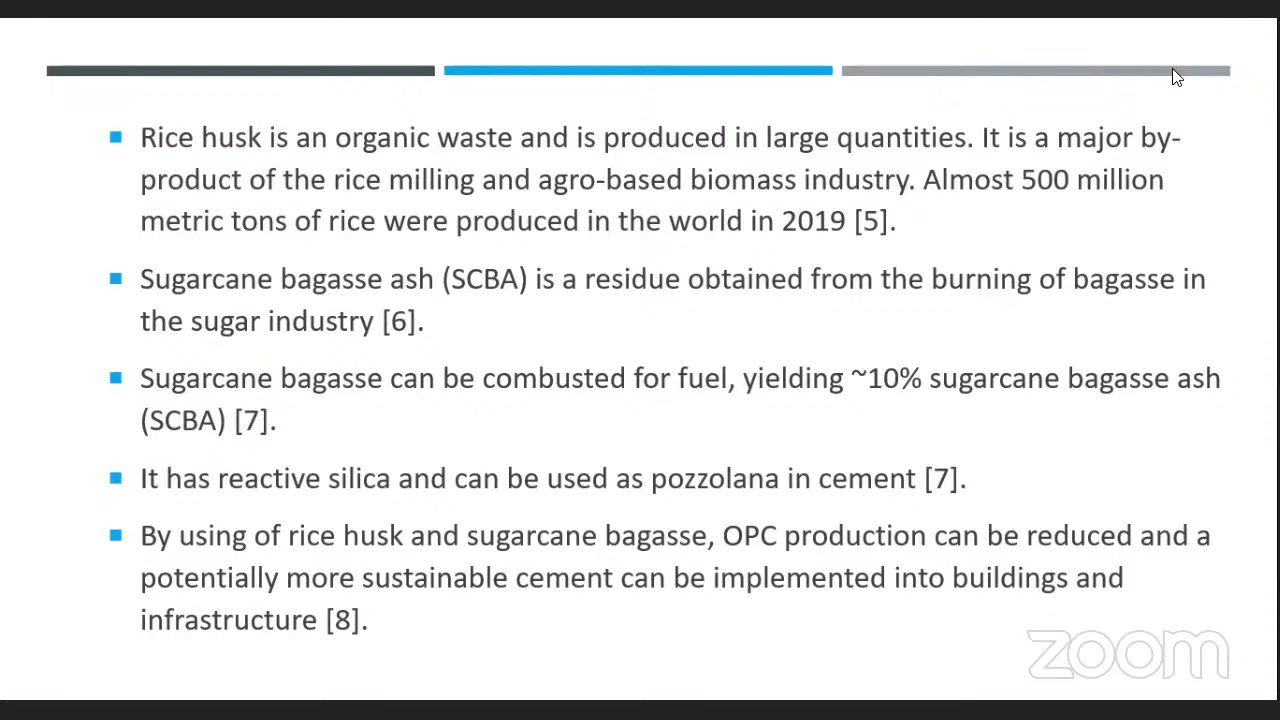 Rice husk is an organic waste and is produced in large quantities. It is a major by-
product of the rice milling and agro-based biomass industry. Almost 500 million
metric tons of rice were produced in the world in 2019 [5].
Sugarcane bagasse ash (SCBA) is a residue obtained from the burning of bagasse in
the sugar industry [6].
Sugarcane bagasse can be combusted for fuel, yielding ~10% sugarcane bagasse ash
(SCBA) [7].
It has reactive silica and can be used as pozzolana in cement [7].
By using of rice husk and sugarcane bagasse, OPC production can be reduced and a
potentially more sustainable cement can be implemented into buildings and
infrastructure [8].
zoom